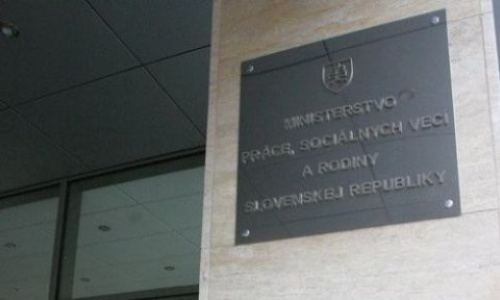 MINISTERSTVO
PRÁCE, SOCIÁLNYCH VECÍ
A RODINY
SLOVENSKEJ REPUBLIKY